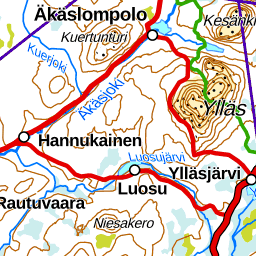 Äkäslompolo
Kesänki
Kuertunturi
Kuerjoki
Äkäsjoki
Ylläs
Hannukainen
Luosujärvi
Ylläsjärvi
Luosu
Rautuvaara
Niesakero